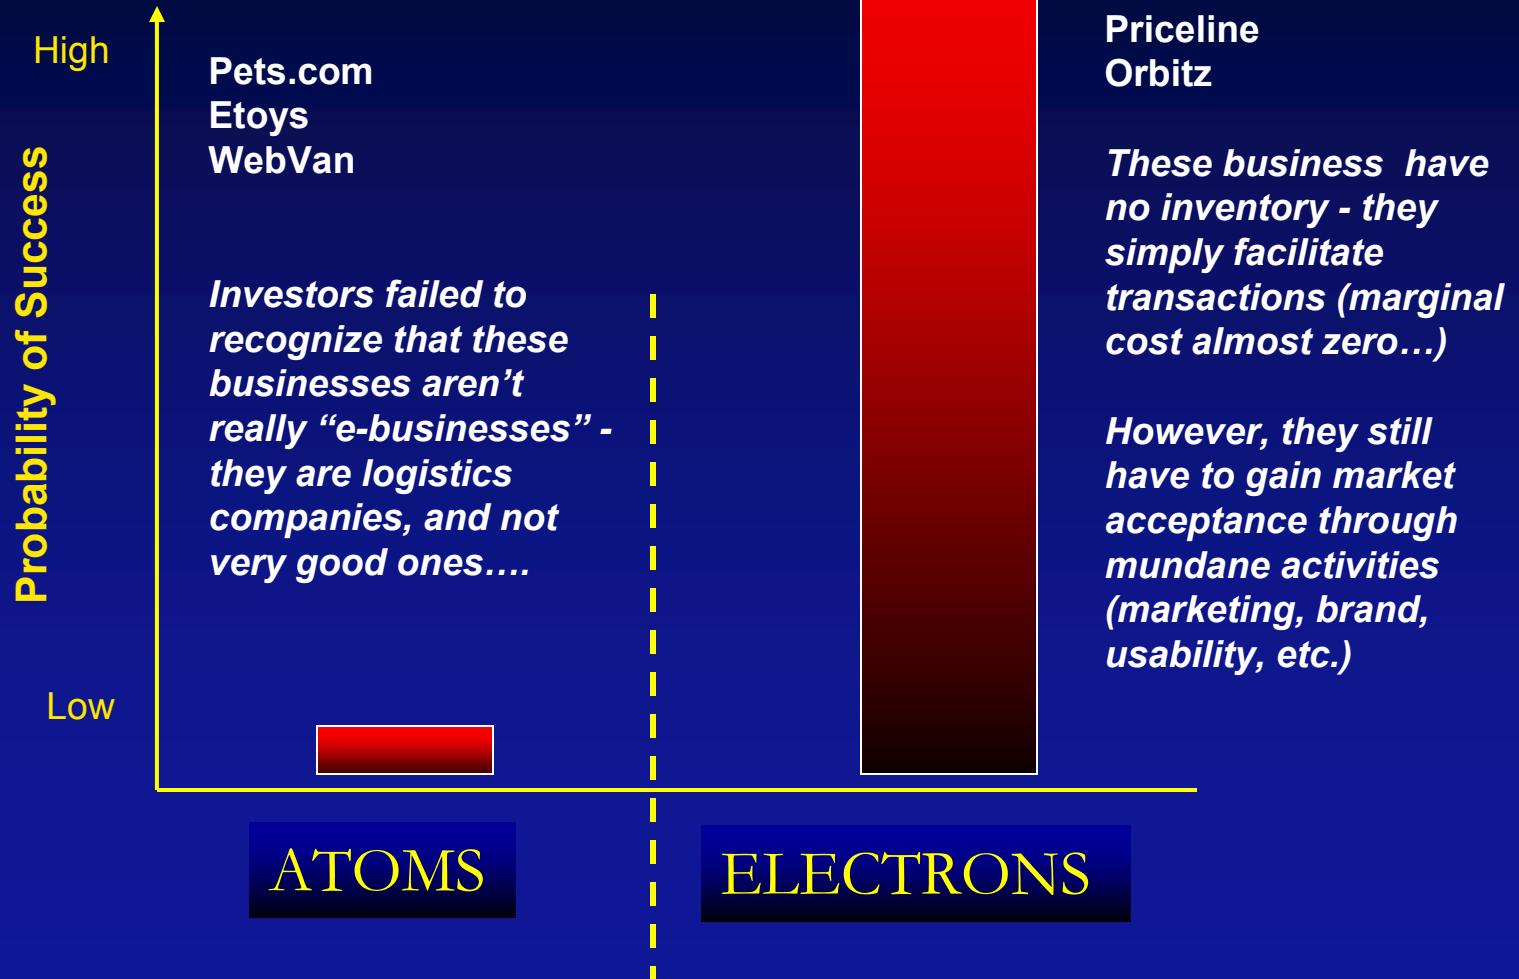 High
Probability of Success
Low
Pets.com
Etoys
WebVan
Investors failed to
recognize that these
businesses aren’t
really “e-businesses” -
they are logistics
companies, and not
very good ones….
Priceline
Orbitz
These business  have
no inventory - they
simply facilitate
transactions (marginal
cost almost zero…)
However, they still
have to gain market
acceptance through
mundane activities
(marketing, brand,
usability, etc.)
ATOMS
ELECTRONS